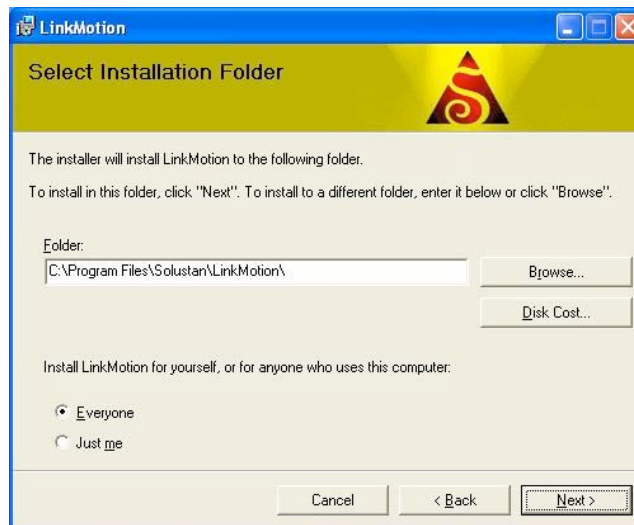 LinkMotion
Select Installation Folder
The installer will install LinkMotion to the following folder.
To install in this folder, click "Next". To install to a different folder, enter it below or click "Browse".
Folder:
C:\Program Files\Solustan\LinkMotion\
Browse...
Disk Cost...
Install LinkMotion for yourself, or for anyone who uses this computer:
Everyone
Just me
Cancel < Back Next >